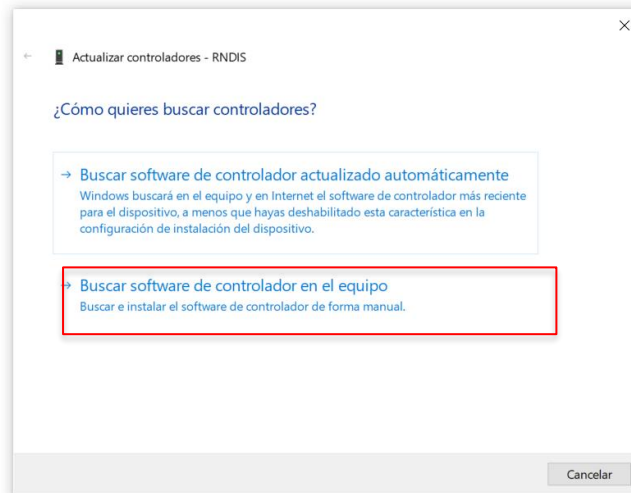 Actualizar controladores - RNDIS
¿Cómo quieres buscar controladores?
Buscar software de controlador actualizado automáticamente
Windows buscará en el equipo y en Internet el software de controlador más reciente
para el dispositivo, a menos que hayas deshabilitado esta característica en la
configuración de instalación del dispositivo.
Buscar software de controlador en el equipo
Buscar e instalar el software de controlador de forma manual.
Cancelar